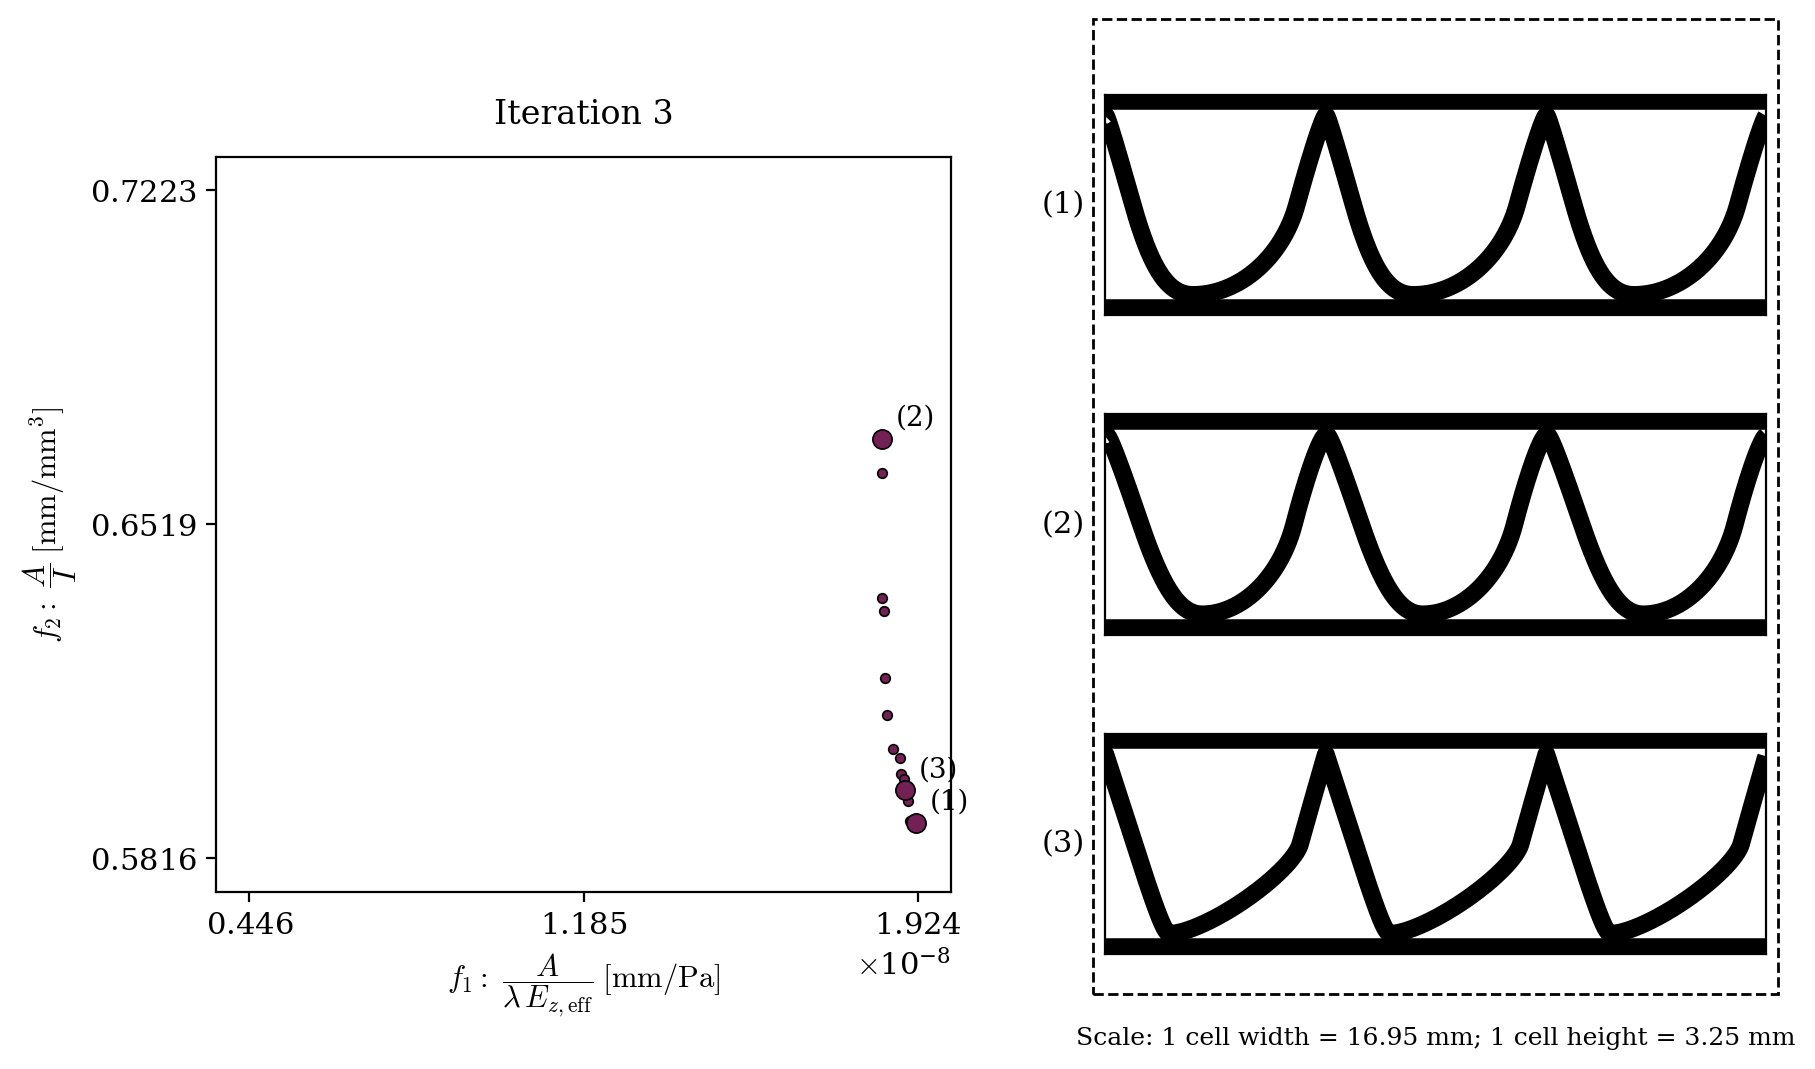 Iteration 3
0.7223
0.6519
0.5816
f₂ : A/I [mm/mm³]
(2)
(3)
(1)
0.446 1.185 1.924
×10⁻⁸
f₁ : A/(λ E_z,eff) [mm/Pa]
(1)
(2)
(3)
Scale: 1 cell width = 16.95 mm; 1 cell height = 3.25 mm